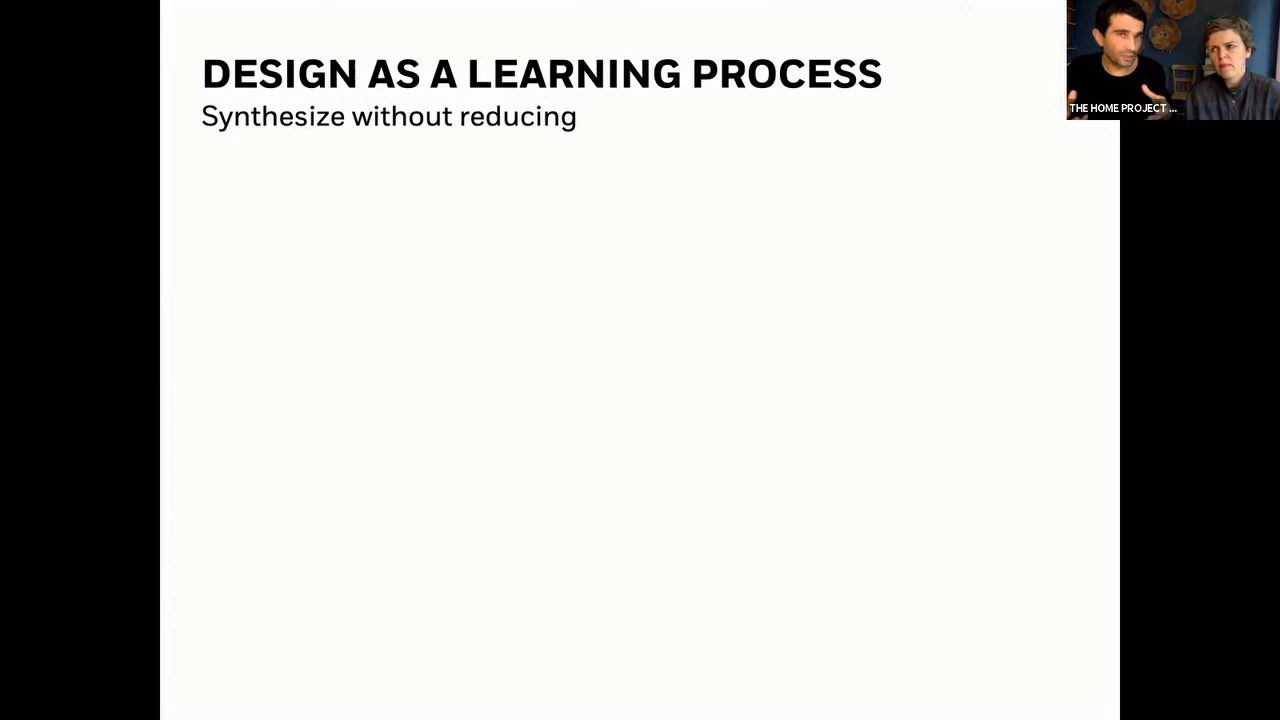 DESIGN AS A LEARNING PROCESS
Synthesize without reducing
THE HOME PROJECT ...